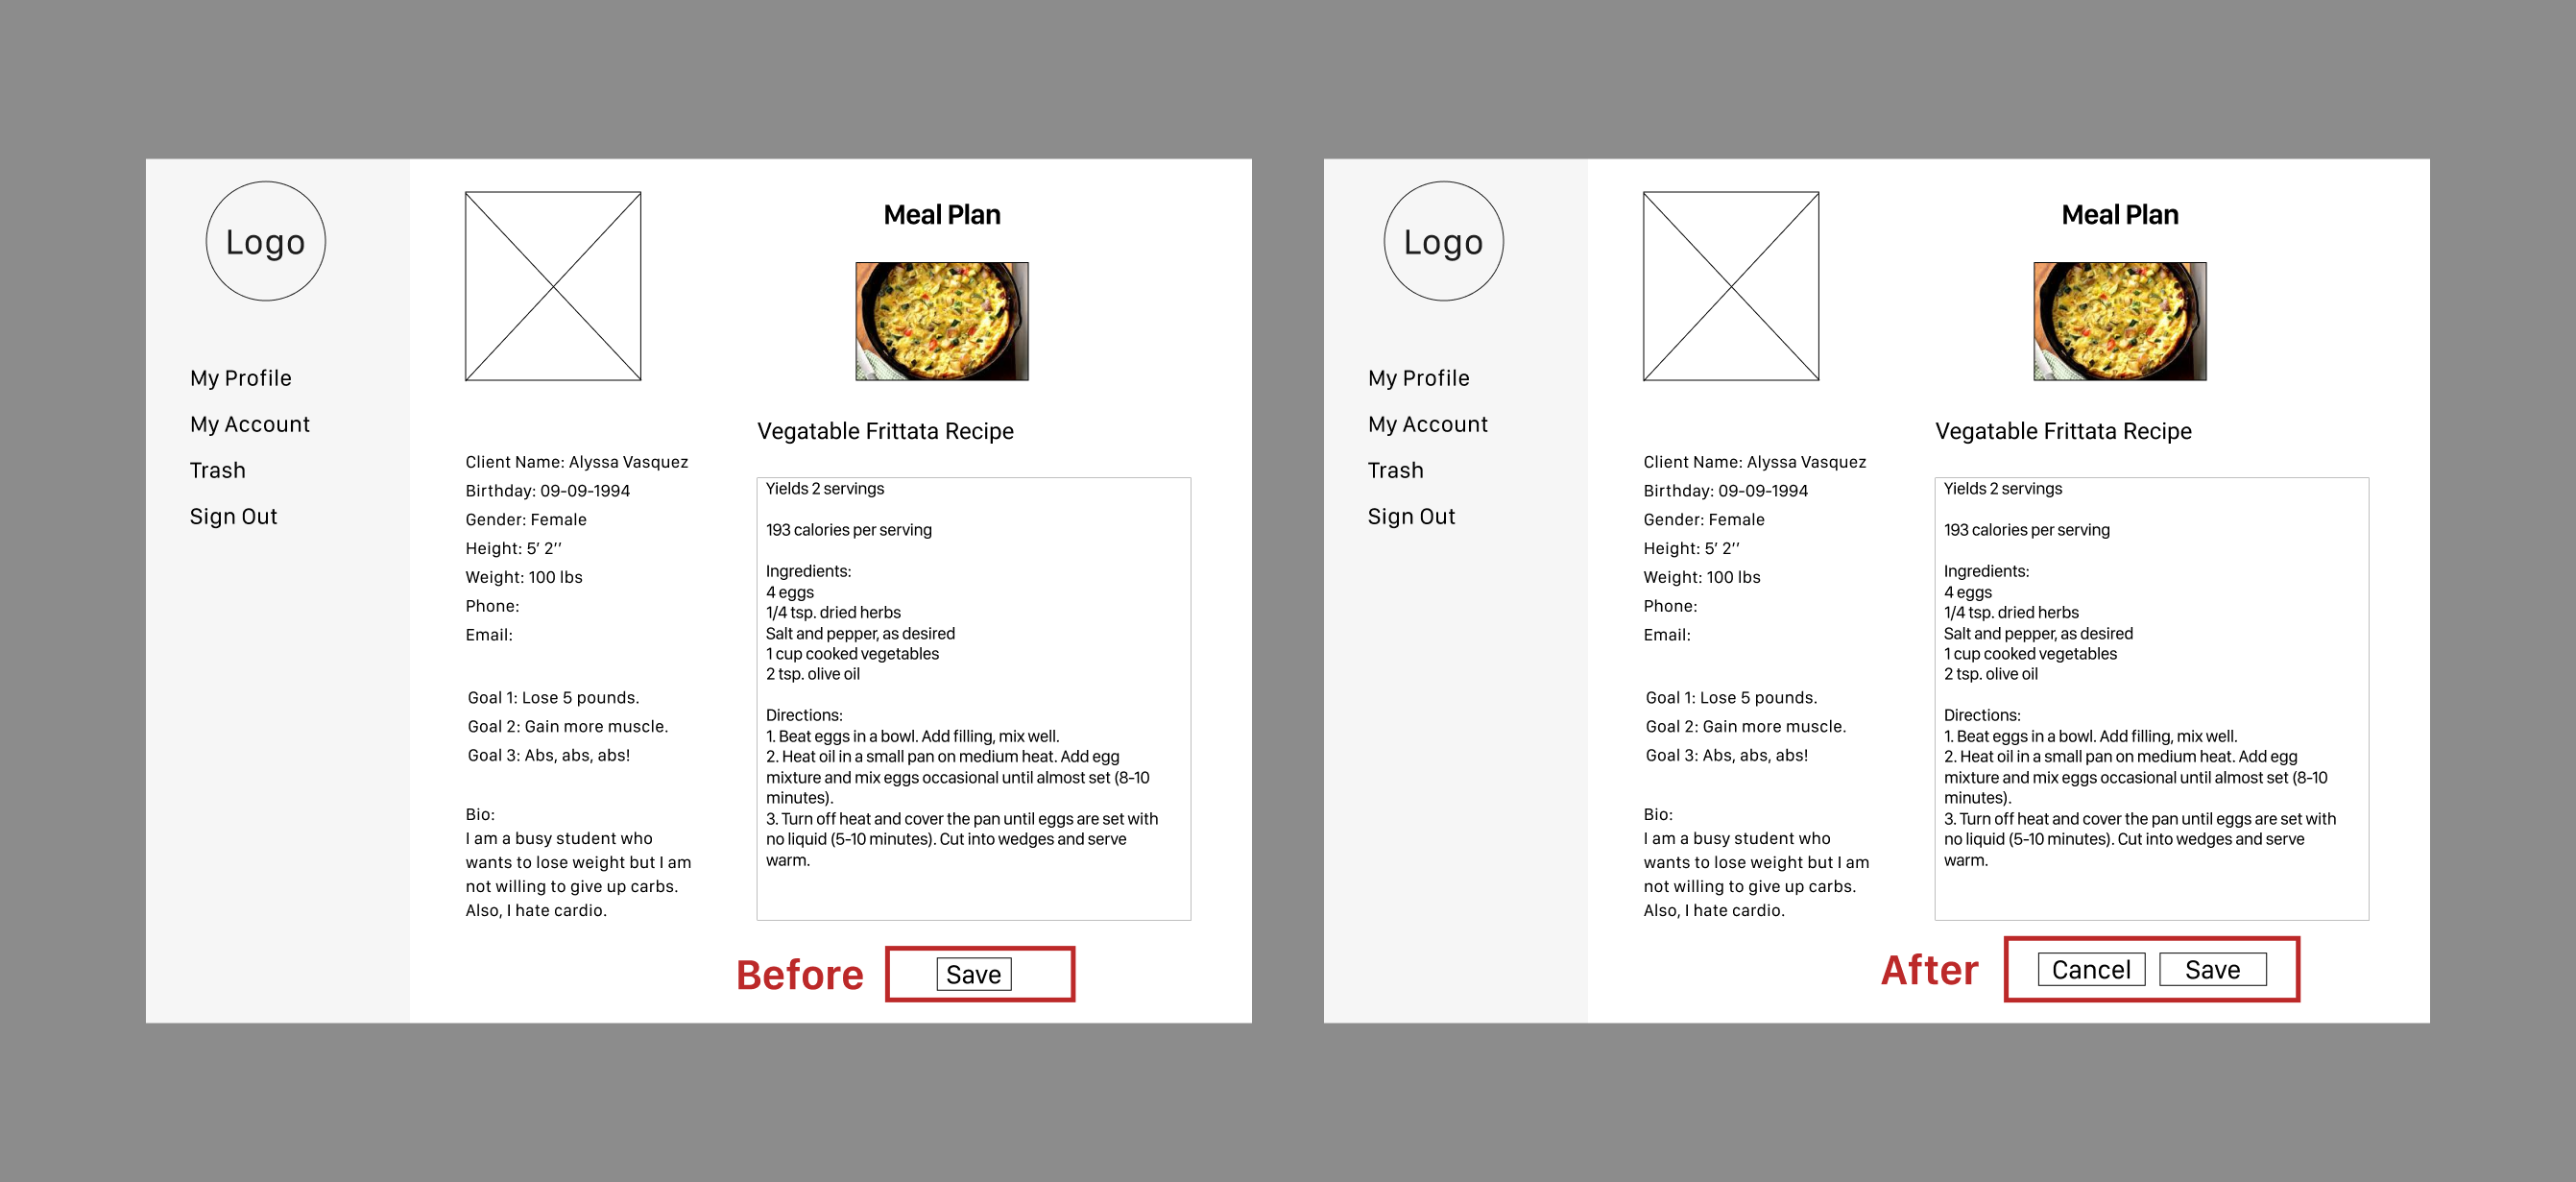 Logo
My Profile
My Account
Trash
Sign Out
Client Name: Alyssa Vasquez
Birthday: 09-09-1994
Gender: Female
Height: 5’ 2’’
Weight: 100 lbs
Phone:
Email:
Goal 1: Lose 5 pounds.
Goal 2: Gain more muscle.
Goal 3: Abs, abs, abs!
Bio:
I am a busy student who
wants to lose weight but I am
not willing to give up carbs.
Also, I hate cardio.
Meal Plan
Vegatable Frittata Recipe
Yields 2 servings
193 calories per serving
Ingredients:
4 eggs
1/4 tsp. dried herbs
Salt and pepper, as desired
1 cup cooked vegetables
2 tsp. olive oil
Directions:
1. Beat eggs in a bowl. Add filling, mix well.
2. Heat oil in a small pan on medium heat. Add egg
mixture and mix eggs occasional until almost set (8-10
minutes).
3. Turn off heat and cover the pan until eggs are set with
no liquid (5-10 minutes). Cut into wedges and serve
warm.
Before
Save
Logo
My Profile
My Account
Trash
Sign Out
Client Name: Alyssa Vasquez
Birthday: 09-09-1994
Gender: Female
Height: 5’ 2’’
Weight: 100 lbs
Phone:
Email:
Goal 1: Lose 5 pounds.
Goal 2: Gain more muscle.
Goal 3: Abs, abs, abs!
Bio:
I am a busy student who
wants to lose weight but I am
not willing to give up carbs.
Also, I hate cardio.
Meal Plan
Vegatable Frittata Recipe
Yields 2 servings
193 calories per serving
Ingredients:
4 eggs
1/4 tsp. dried herbs
Salt and pepper, as desired
1 cup cooked vegetables
2 tsp. olive oil
Directions:
1. Beat eggs in a bowl. Add filling, mix well.
2. Heat oil in a small pan on medium heat. Add egg
mixture and mix eggs occasional until almost set (8-10
minutes).
3. Turn off heat and cover the pan until eggs are set with
no liquid (5-10 minutes). Cut into wedges and serve
warm.
After
Cancel
Save